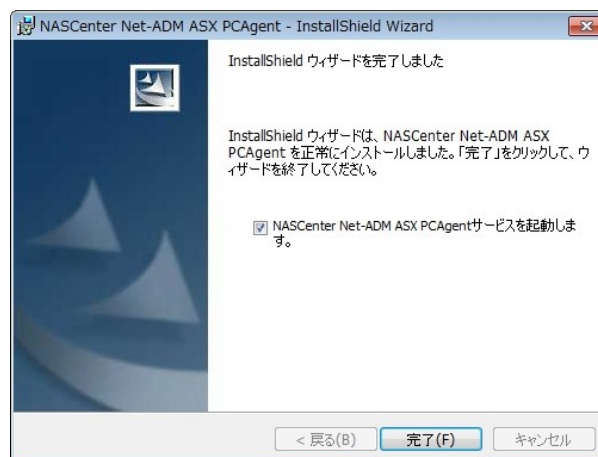 NASCenter Net-ADM ASX PCAgent - InstallShield Wizard
InstallShield ウィザードを完了しました
InstallShield ウィザードは、NASCenter Net-ADM ASX
PCAgent を正常にインストールしました。「完了」をクリックして、ウ
ィザードを終了してください。
NASCenter Net-ADM ASX PCAgentサービスを起動しま
す。
< 戻る(B)
完了(F)
キャンセル